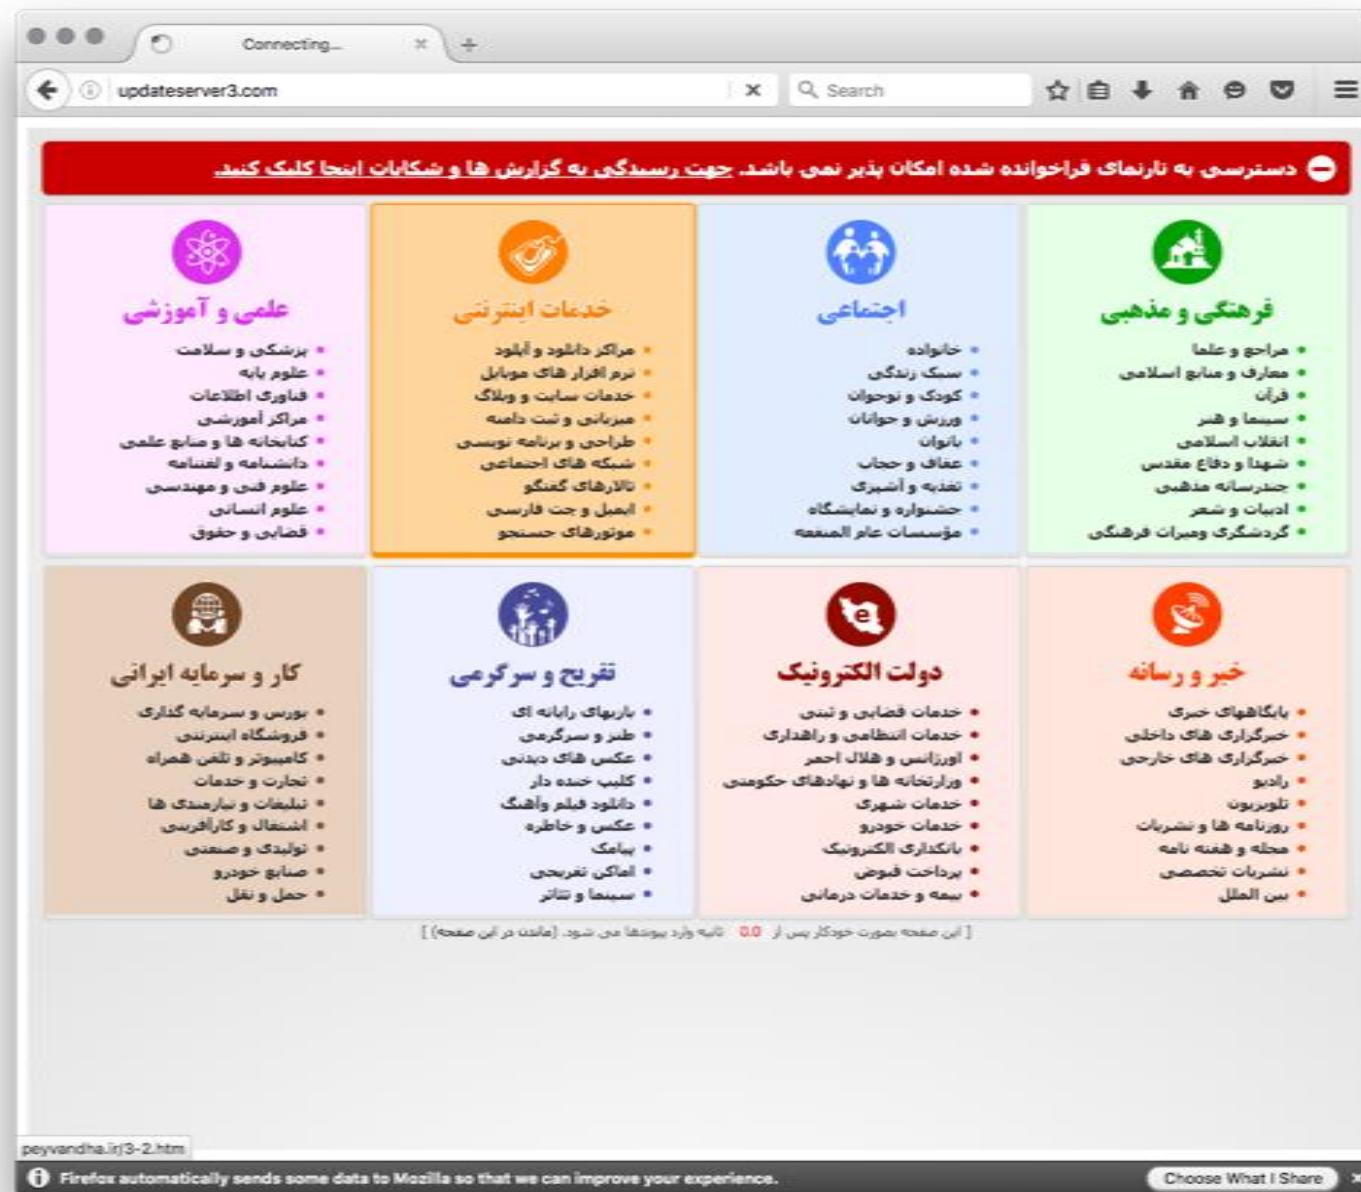 Connecting...
updateserver3.com
Search
دسترسی به تارنمای فراخوانده شده امکان پذیر نمی باشد. جهت رسیدگی به گزارش ها و شکایات اینجا کلیک کنید.
فرهنگی و مذهبی
مراجع و علما
معارف و منابع اسلامی
قرآن
سینما و هنر
انقلاب اسلامی
شهدا و دفاع مقدس
چندرسانه مذهبی
ادبیات و شعر
گردشگری ومیراث فرهنگی
اجتماعی
خانواده
سبک زندگی
کودک و نوجوان
ورزش و جوانان
بانوان
عفاف و حجاب
تغذیه و آشپزی
جشنواره و نمایشگاه
مؤسسات عام المنفعه
خدمات اینترنتی
مراکز دانلود و آپلود
نرم افزار های موبایل
خدمات سایت و وبلاگ
میزبانی و ثبت دامنه
طراحی و برنامه نویسی
شبکه های اجتماعی
تالارهای گفتگو
ایمیل و چت فارسی
موتورهای جستجو
علمی و آموزشی
پزشکی و سلامت
علوم پایه
فناوری اطلاعات
مراکز آموزشی
کتابخانه ها و منابع علمی
دانشنامه و لغتنامه
علوم فنی و مهندسی
علوم انسانی
قضایی و حقوق
خبر و رسانه
پایگاههای خبری
خبرگزاری های داخلی
خبرگزاری های خارجی
رادیو
تلویزیون
روزنامه ها و نشریات
مجله و هفته نامه
نشریات تخصصی
بین الملل
دولت الکترونیک
خدمات قضایی و ثبتی
خدمات انتظامی و راهداری
اورژانس و هلال احمر
وزارتخانه ها و نهادهای حکومتی
خدمات شهری
خدمات خودرو
بانکداری الکترونیک
پرداخت قبوض
بیمه و خدمات درمانی
تفریح و سرگرمی
بازیهای رایانه ای
طنز و سرگرمی
عکس های دیدنی
کلیپ خنده دار
دانلود فیلم وآهنگ
عکس و خاطره
پیامک
اماکن تفریحی
سینما و تئاتر
کار و سرمایه ایرانی
بورس و سرمایه گذاری
فروشگاه اینترنتی
کامپیوتر و تلفن همراه
تجارت و خدمات
تبلیغات و نیازمندی ها
اشتغال و کارآفرینی
تولیدی و صنعتی
صنایع خودرو
حمل و نقل
[ این صفحه بصورت خودکار پس از 0.0 ثانیه وارد پیوندها می شود. (ماندن در این صفحه) ]
peyvandha.ir/3-2.htm
Firefox automatically sends some data to Mozilla so that we can improve your experience.
Choose What I Share